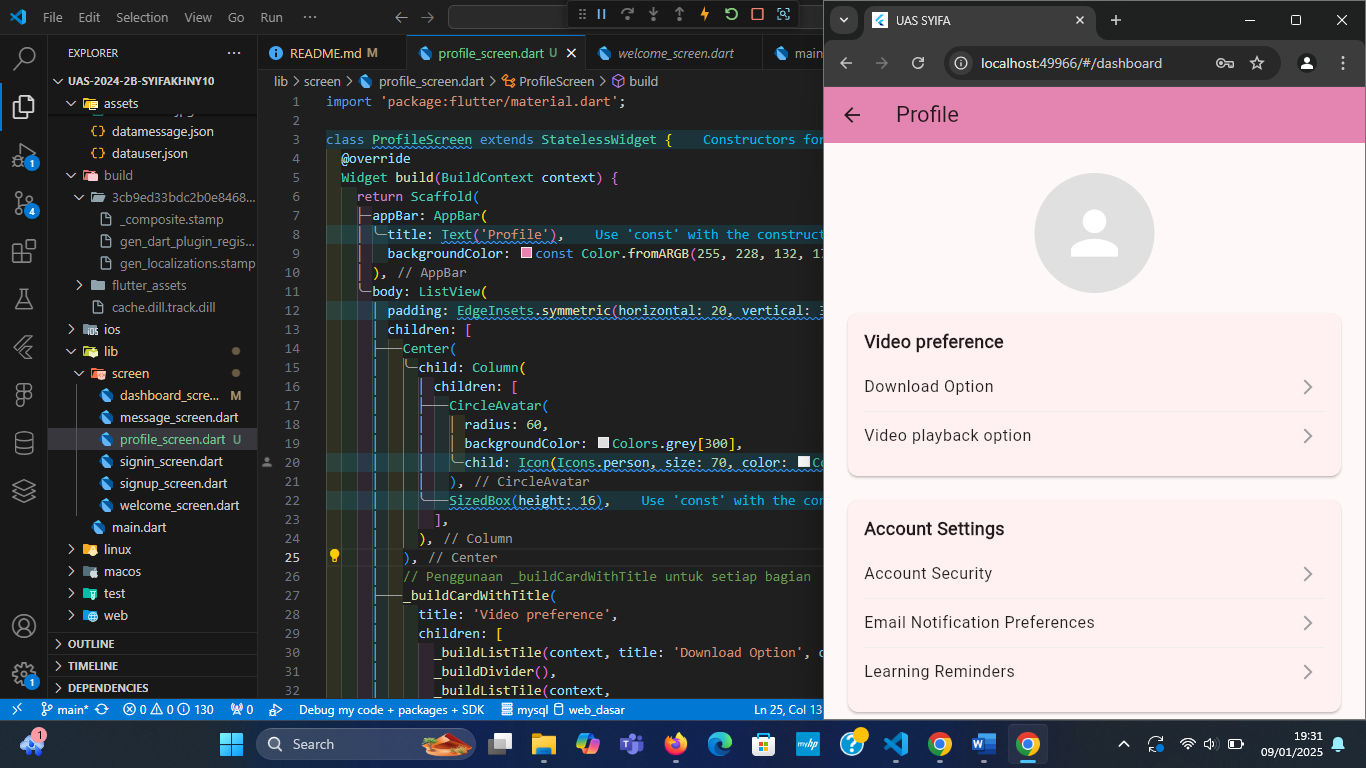 File Edit Selection View Go Run ···
EXPLORER ···
UAS-2024-2B-SYIFAKHNY10
assets
datamessage.json
datauser.json
build
3cb9ed33bdc2b0e8468...
_composite.stamp
gen_dart_plugin_regis...
gen_localizations.stamp
flutter_assets
cache.dill.track.dill
ios
lib
screen
dashboard_scre... M
message_screen.dart
profile_screen.dart U
signin_screen.dart
signup_screen.dart
welcome_screen.dart
main.dart
linux
macos
test
web
OUTLINE
TIMELINE
DEPENDENCIES
README.md M
profile_screen.dart U
welcome_screen.dart
main
lib > screen > profile_screen.dart > ProfileScreen > build
1 import 'package:flutter/material.dart';
2
3 class ProfileScreen extends StatelessWidget { Constructors for
4 @override
5 Widget build(BuildContext context) {
6 return Scaffold(
7 appBar: AppBar(
8 title: Text('Profile'), Use 'const' with the construct
9 backgroundColor: const Color.fromARGB(255, 228, 132, 1
10 ), // AppBar
11 body: ListView(
12 padding: EdgeInsets.symmetric(horizontal: 20, vertical: 3
13 children: [
14 Center(
15 child: Column(
16 children: [
17 CircleAvatar(
18 radius: 60,
19 backgroundColor: Colors.grey[300],
20 child: Icon(Icons.person, size: 70, color: Co
21 ), // CircleAvatar
22 SizedBox(height: 16), Use 'const' with the con
23 ],
24 ), // Column
25 ), // Center
26 // Penggunaan _buildCardWithTitle untuk setiap bagian
27 _buildCardWithTitle(
28 title: 'Video preference',
29 children: [
30 _buildListTile(context, title: 'Download Option', o
31 _buildDivider(),
32 _buildListTile(context,
1
4
1
main* 0 0 130 0 Debug my code + packages + SDK mysql web_dasar Ln 25, Col 13
UAS SYIFA
localhost:49966/#/dashboard
Profile
Video preference
Download Option
Video playback option
Account Settings
Account Security
Email Notification Preferences
Learning Reminders
1
Search
19:31
09/01/2025